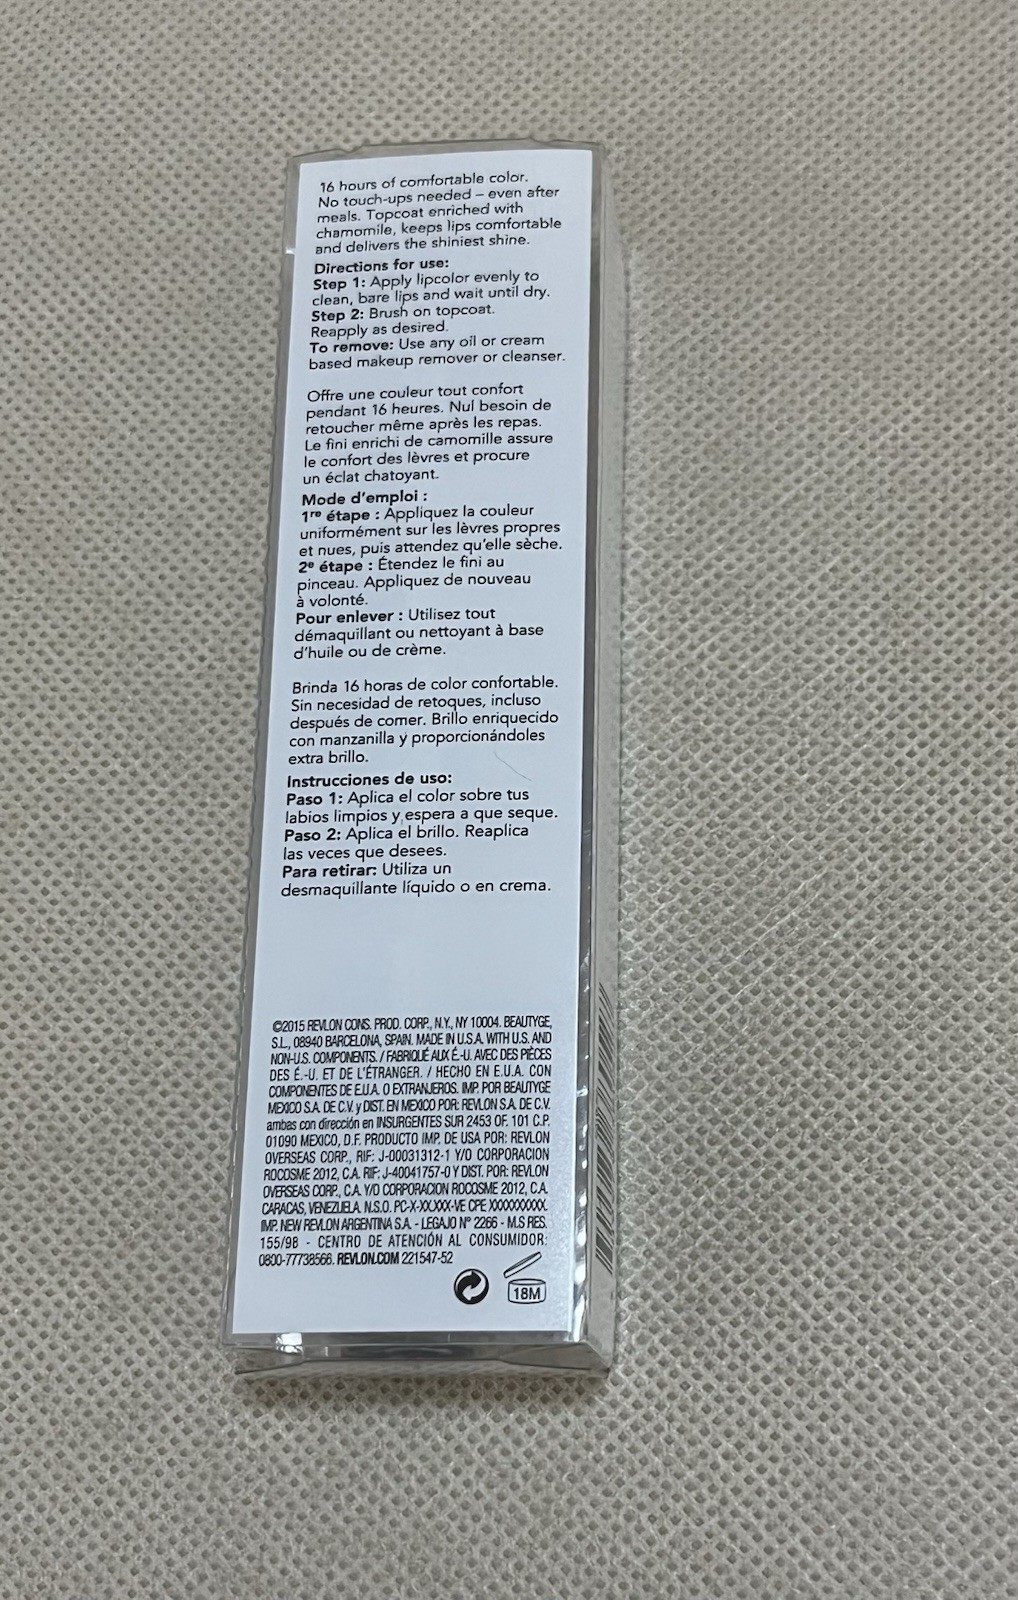 16 hours of comfortable color.
No touch-ups needed – even after
meals. Topcoat enriched with
chamomile, keeps lips comfortable
and delivers the shiniest shine.
Directions for use:
Step 1: Apply lipcolor evenly to
clean, bare lips and wait until dry.
Step 2: Brush on topcoat.
Reapply as desired.
To remove: Use any oil or cream
based makeup remover or cleanser.
Offre une couleur tout confort
pendant 16 heures. Nul besoin de
retoucher même après les repas.
Le fini enrichi de camomille assure
le confort des lèvres et procure
un éclat chatoyant.
Mode d'emploi :
1re étape : Appliquez la couleur
uniformément sur les lèvres propres
et nues, puis attendez qu'elle sèche.
2e étape : Étendez le fini au
pinceau. Appliquez de nouveau
à volonté.
Pour enlever : Utilisez tout
démaquillant ou nettoyant à base
d'huile ou de crème.
Brinda 16 horas de color confortable.
Sin necesidad de retoques, incluso
después de comer. Brillo enriquecido
con manzanilla y proporcionándoles
extra brillo.
Instrucciones de uso:
Paso 1: Aplica el color sobre tus
labios limpios y espera a que seque.
Paso 2: Aplica el brillo. Reaplica
las veces que desees.
Para retirar: Utiliza un
desmaquillante líquido o en crema.
©2015 REVLON CONS. PROD. CORP., N.Y., NY 10004. BEAUTYGE,
S.L., 08940 BARCELONA, SPAIN. MADE IN U.S.A. WITH U.S. AND
NON-U.S. COMPONENTS. / FABRIQUÉ AUX É.-U. AVEC DES PIÈCES
DES É.-U. ET DE L'ÉTRANGER. / HECHO EN E.U.A. CON
COMPONENTES DE E.U.A. O EXTRANJEROS. IMP. POR BEAUTYGE
MEXICO S.A. DE C.V. y DIST. EN MEXICO POR: REVLON S.A. DE C.V.
ambas con dirección en INSURGENTES SUR 2453 OF. 101 C.P.
01090 MEXICO, D.F. PRODUCTO IMP. DE USA POR: REVLON
OVERSEAS CORP., RIF: J-00031312-1 Y/O CORPORACION
ROCOSME 2012, C.A. RIF: J-40041757-0 Y DIST. POR: REVLON
OVERSEAS CORP., C.A. Y/O CORPORACION ROCOSME 2012, C.A.
CARACAS, VENEZUELA. N.S.O. PC-X-XX.XXX-VE CPE XXXXXXXXXX.
IMP. NEW REVLON ARGENTINA S.A. - LEGAJO Nº 2266 - M.S RES.
155/98 - CENTRO DE ATENCIÓN AL CONSUMIDOR:
0800-77738566. REVLON.COM 221547-52
18M